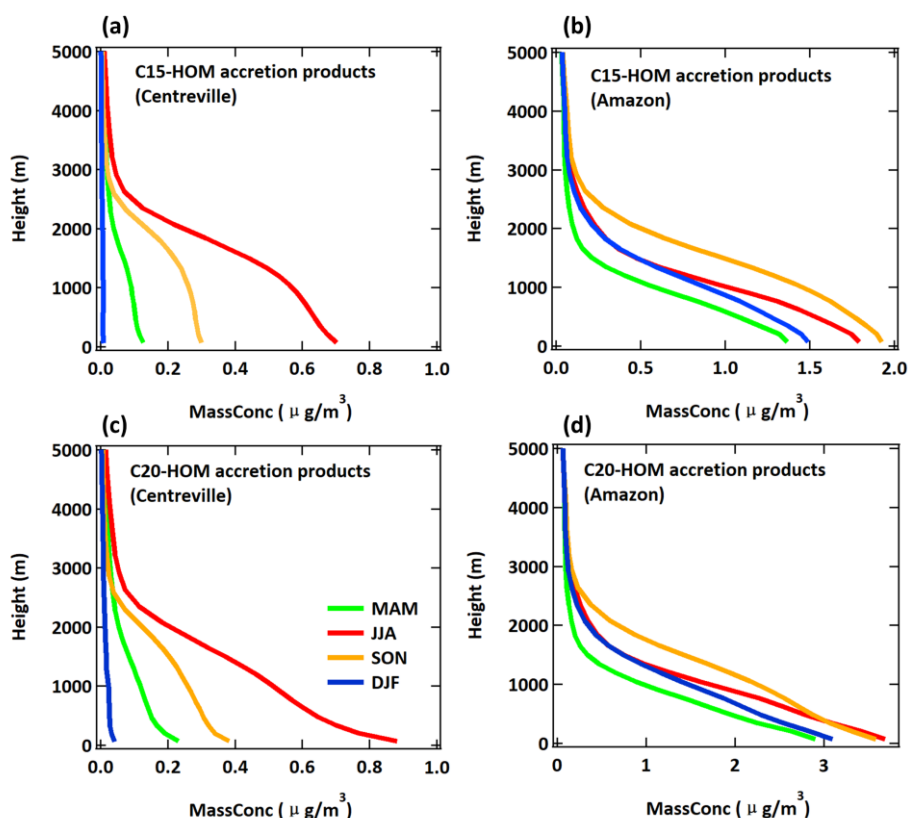 (a)
C15-HOM accretion products
(Centreville)
5000
4000
3000
2000
1000
0
Height (m)
0.0 0.2 0.4 0.6 0.8 1.0
MassConc ( μ g/m³)
(b)
C15-HOM accretion products
(Amazon)
5000
4000
3000
2000
1000
0
Height (m)
0.0 0.5 1.0 1.5 2.0
MassConc ( μ g/m³)
(c)
C20-HOM accretion products
(Centreville)
5000
4000
3000
2000
1000
0
Height (m)
MAM
JJA
SON
DJF
0.0 0.2 0.4 0.6 0.8 1.0
MassConc ( μ g/m³)
(d)
C20-HOM accretion products
(Amazon)
5000
4000
3000
2000
1000
0
Height (m)
0 1 2 3
MassConc ( μ g/m³)